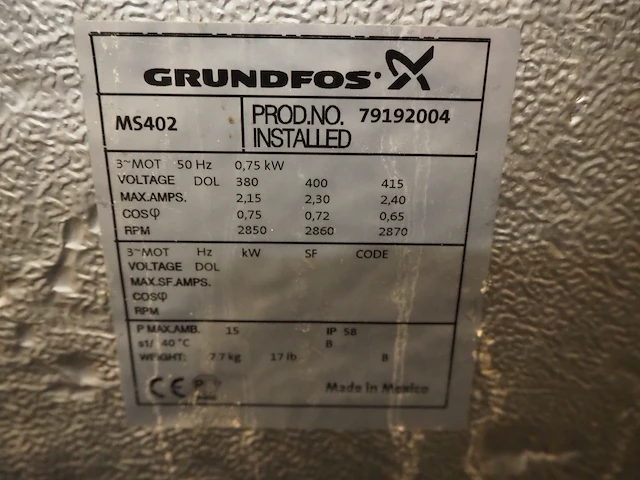 GRUNDFOS
MS402
PROD.NO. 79192004
INSTALLED
3~MOT 50 Hz 0,75 kW
VOLTAGE DOL 380 400 415
MAX.AMPS. 2,15 2,30 2,40
COSφ 0,75 0,72 0,65
RPM 2850 2860 2870
3~MOT Hz kW SF CODE
VOLTAGE DOL
MAX.SF.AMPS.
COSφ
RPM
P MAX.AMB. 15 IP 58
st/ 40 °C B
WEIGHT: 7.7 kg 17 lb B
CE Made in Mexico